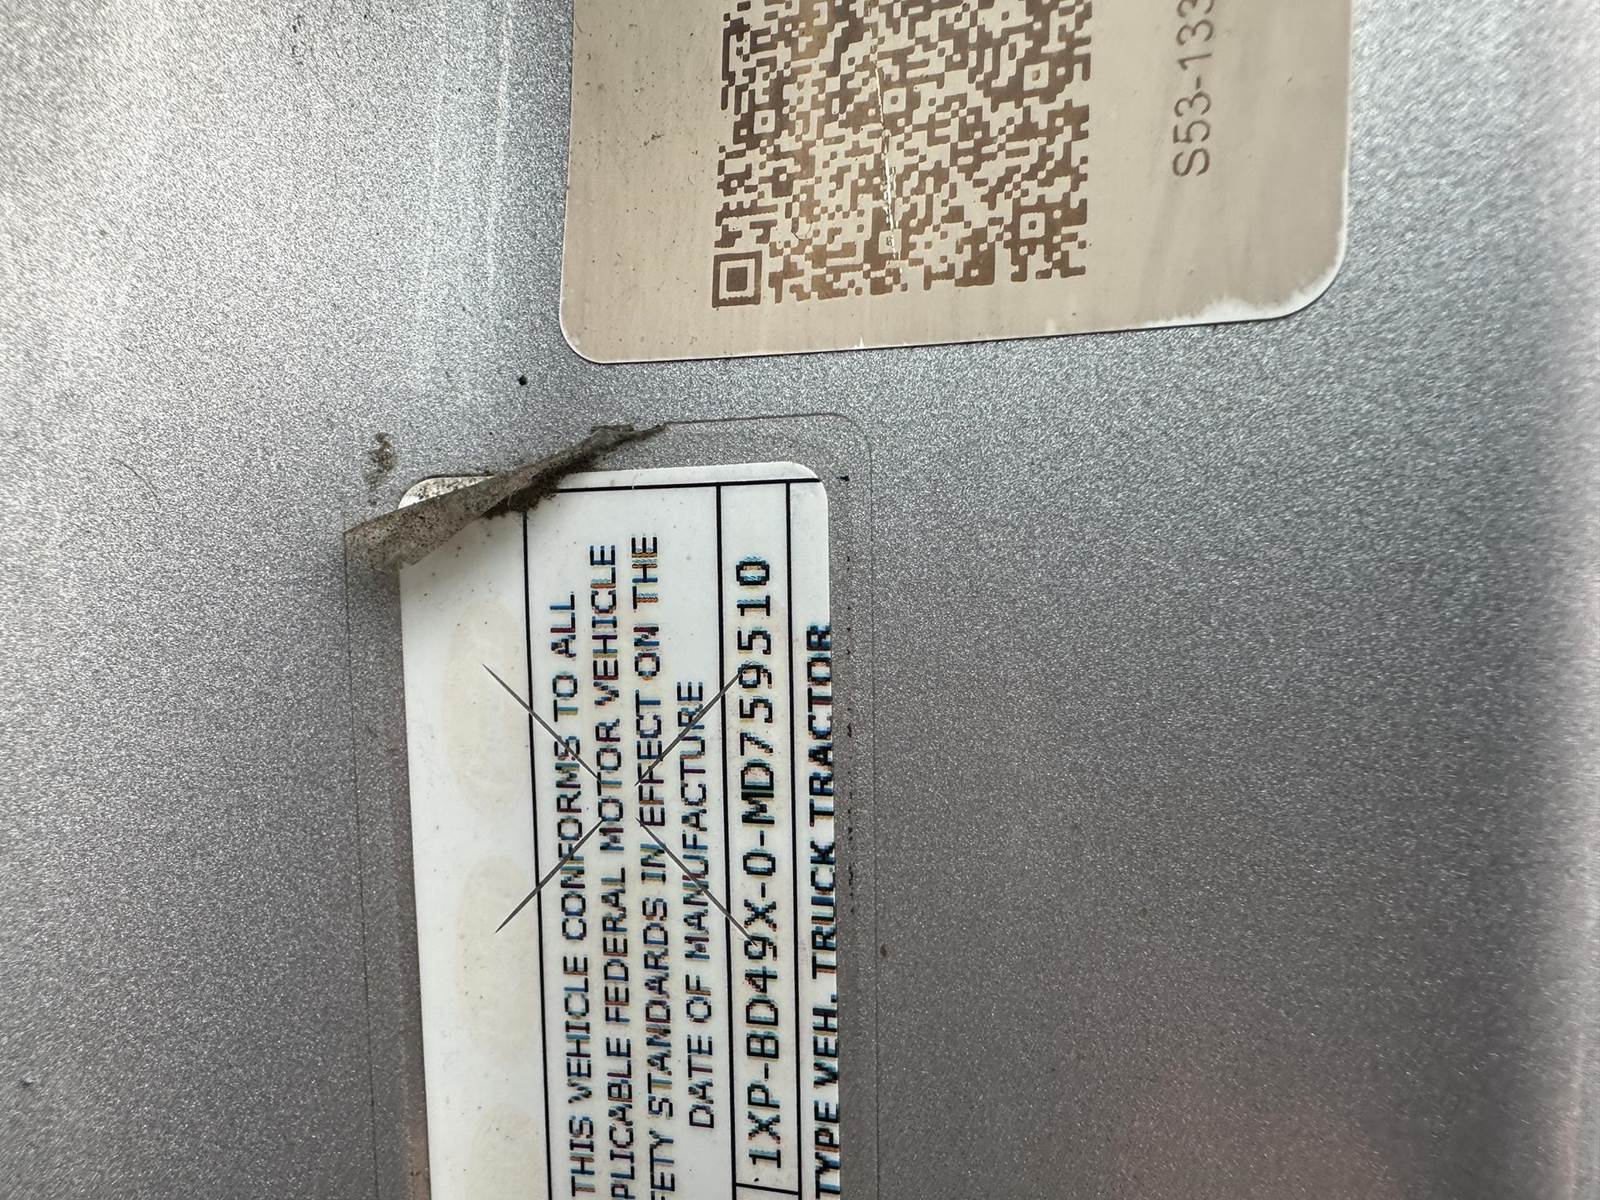 S53-133
THIS VEHICLE CONFORMS TO ALL
PLICABLE FEDERAL MOTOR VEHICLE
FETY STANDARDS IN EFFECT ON THE
DATE OF MANUFACTURE
1XP-BD49X-0-MD759510
TYPE VEH. TRUCK TRACTOR